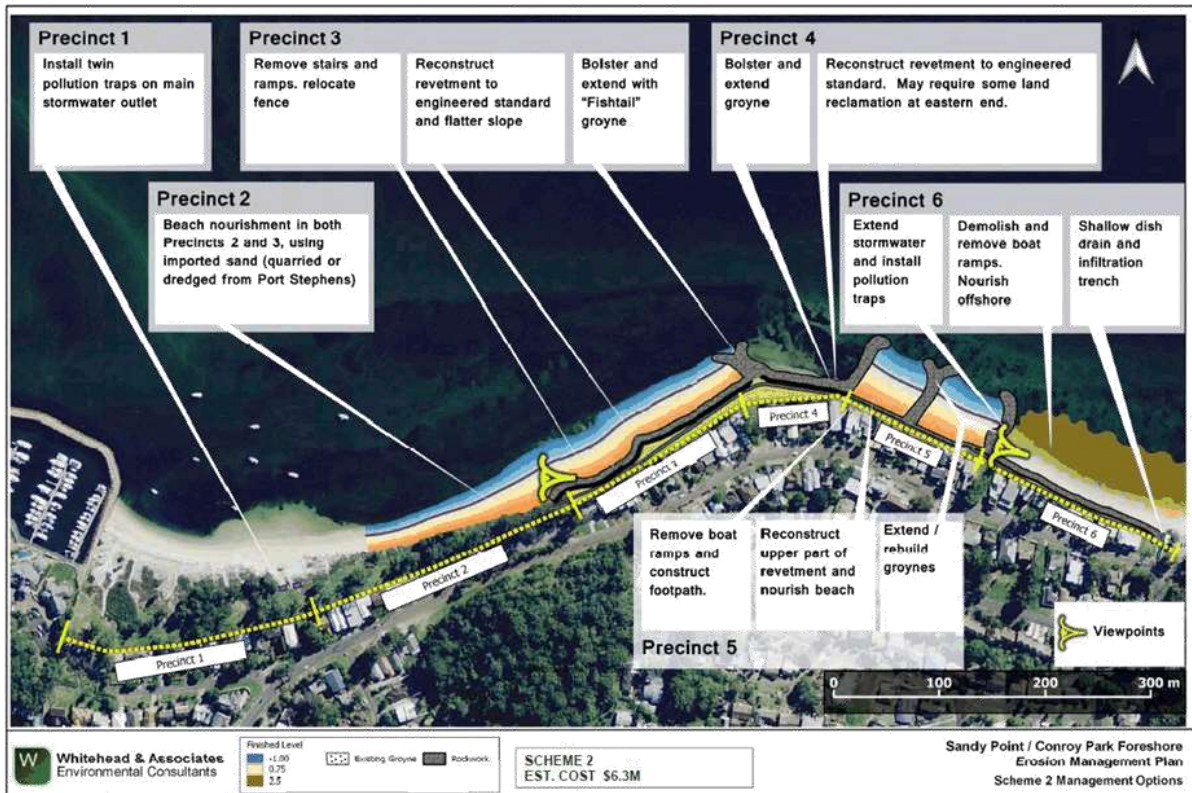 Precinct 1
Install twin
pollution traps on main
stormwater outlet
Precinct 3
Remove stairs and
ramps. relocate
fence
Reconstruct
revetment to
engineered standard
and flatter slope
Bolster and
extend with
"Fishtail"
groyne
Precinct 4
Bolster and
extend
groyne
Reconstruct revetment to engineered
standard. May require some land
reclamation at eastern end.
Precinct 2
Beach nourishment in both
Precincts 2 and 3, using
imported sand (quarried or
dredged from Port Stephens)
Precinct 6
Extend
stormwater
and install
pollution
traps
Demolish and
remove boat
ramps.
Nourish
offshore
Shallow dish
drain and
infiltration
trench
Precinct 1
Precinct 2
Precinct 4
Precinct 5
Precinct 6
Remove boat
ramps and
construct
footpath.
Reconstruct
upper part of
revetment and
nourish beach
Extend /
rebuild
groynes
Precinct 5
Viewpoints
0 100 200 300 m
W
Whitehead & Associates
Environmental Consultants
Finished Level
-1.00
0.75
2.5
Existing Groyne
Rockwork
SCHEME 2
EST. COST $6.3M
Sandy Point / Conroy Park Foreshore
Erosion Management Plan
Scheme 2 Management Options